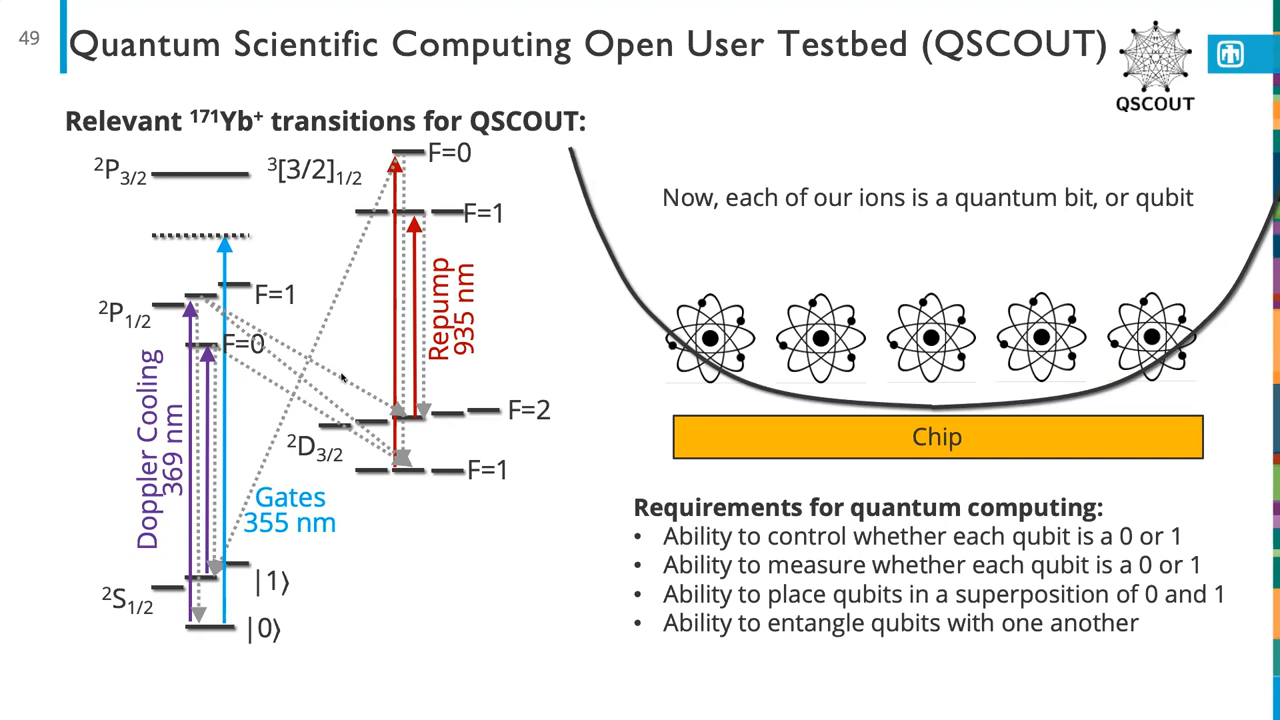 49
Quantum Scientific Computing Open User Testbed (QSCOUT)
QSCOUT
Relevant ¹⁷¹Yb⁺ transitions for QSCOUT:
²P₃/₂
³[3/2]₁/₂
F=0
F=1
F=1
²P₁/₂
F=0
Repump
935 nm
Doppler Cooling
369 nm
F=2
²D₃/₂
F=1
Gates
355 nm
|1⟩
²S₁/₂
|0⟩
Now, each of our ions is a quantum bit, or qubit
Chip
Requirements for quantum computing:
• Ability to control whether each qubit is a 0 or 1
• Ability to measure whether each qubit is a 0 or 1
• Ability to place qubits in a superposition of 0 and 1
• Ability to entangle qubits with one another